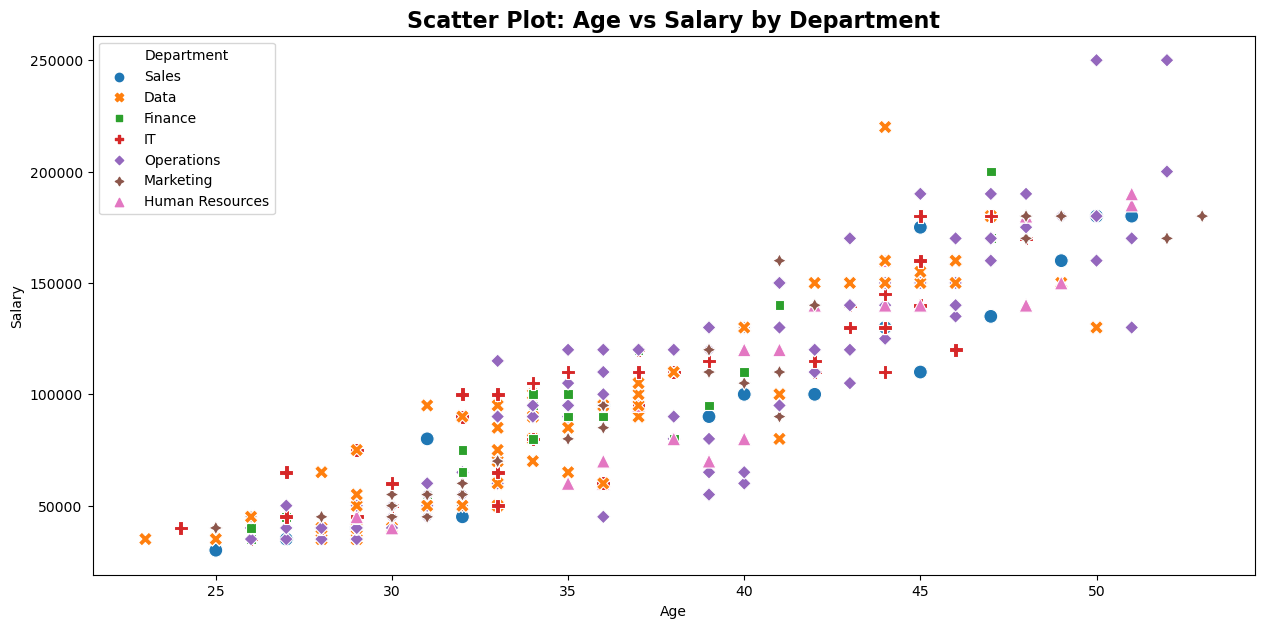 Scatter Plot: Age vs Salary by Department
Department
Sales
Data
Finance
IT
Operations
Marketing
Human Resources
250000
200000
150000
100000
50000
Salary
25 30 35 40 45 50
Age